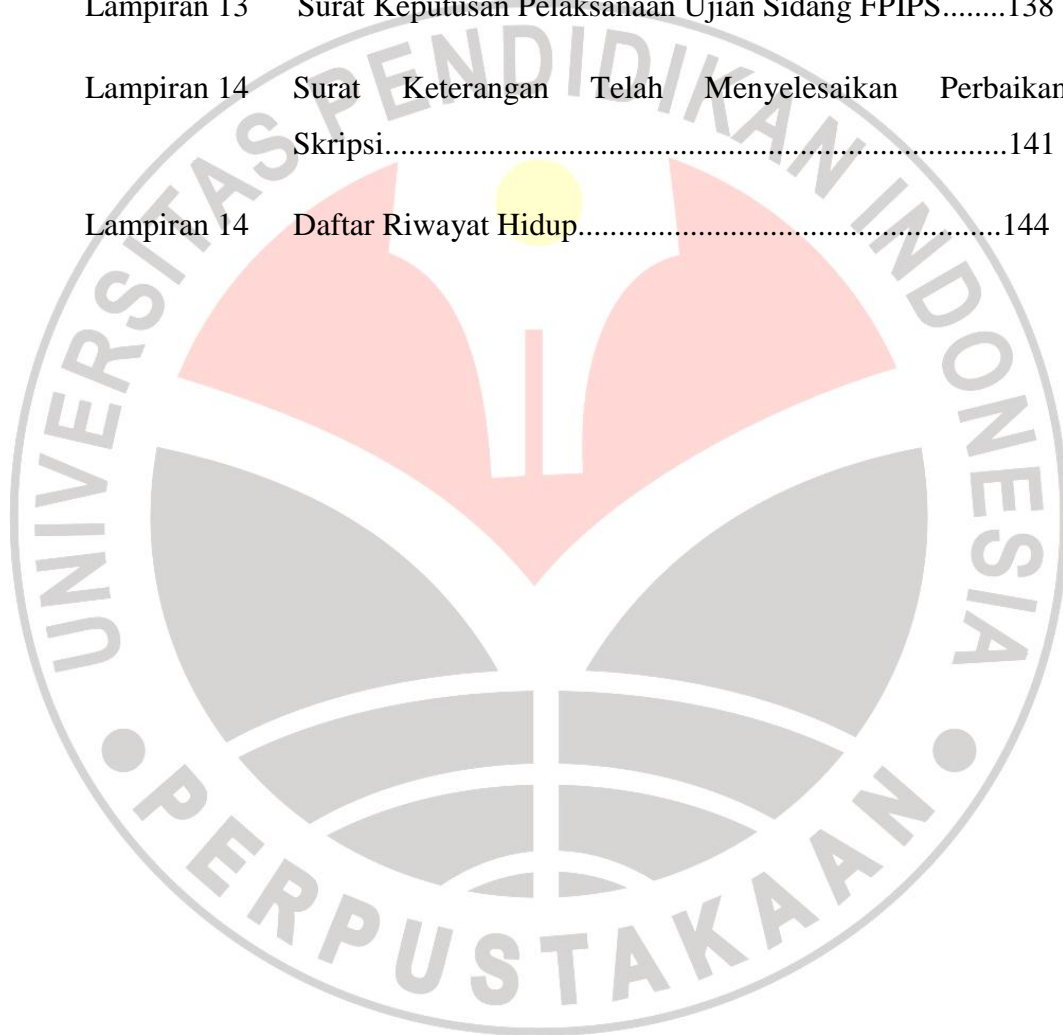 Lampiran 13 Surat Keputusan Pelaksanaan Ujian Sidang FPIPS........138
Lampiran 14 Surat Keterangan Telah Menyelesaikan Perbaikan
Skripsi..............................................................................141
Lampiran 14 Daftar Riwayat Hidup.....................................................144
UNIVERSITAS PENDIDIKAN INDONESIA
PERPUSTAKAAN